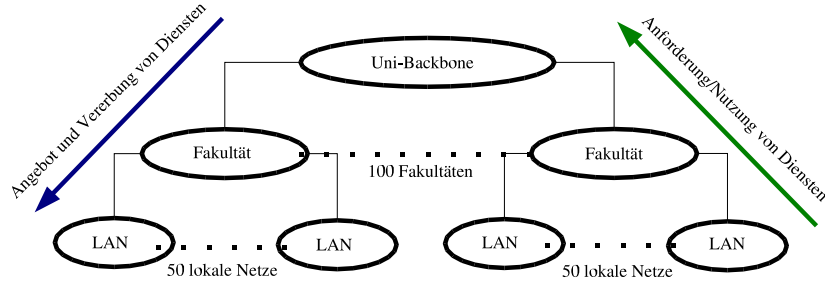 Angebot und Vererbung von Diensten
Uni-Backbone
Anforderung/Nutzung von Diensten
Fakultät
100 Fakultäten
Fakultät
LAN
LAN
LAN
LAN
50 lokale Netze
50 lokale Netze